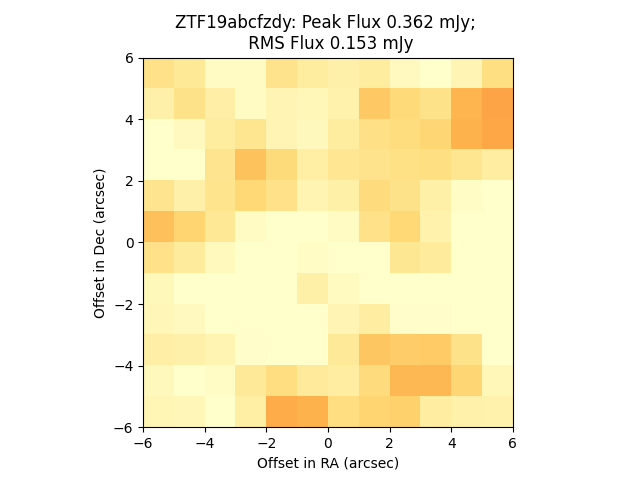 ZTF19abcfzdy: Peak Flux 0.362 mJy;
RMS Flux 0.153 mJy
6
4
2
0
−2
−4
−6
Offset in Dec (arcsec)
−6 −4 −2 0 2 4 6
Offset in RA (arcsec)